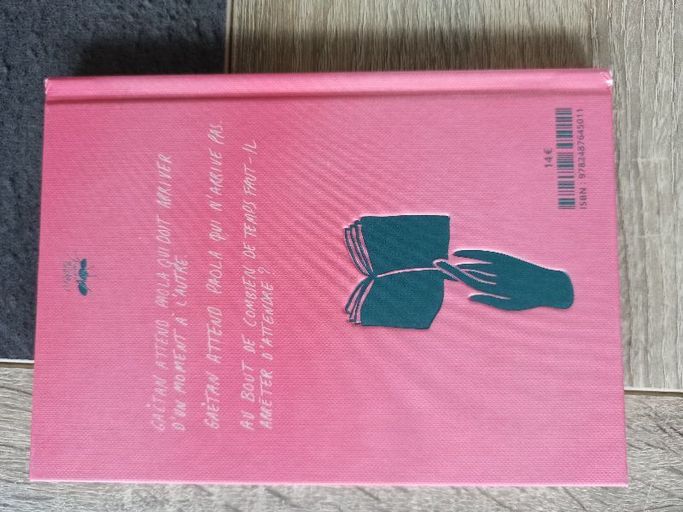 GAËTAN ATTEND PAOLA QUI DOIT ARRIVER
D'UN MOMENT À L'AUTRE
GAËTAN ATTEND PAOLA QUI N'ARRIVE PAS.
AU BOUT DE COMBIEN DE TEMPS FAUT-IL
ARRÊTER D'ATTENDRE ?
14 €
ISBN : 9782487645011